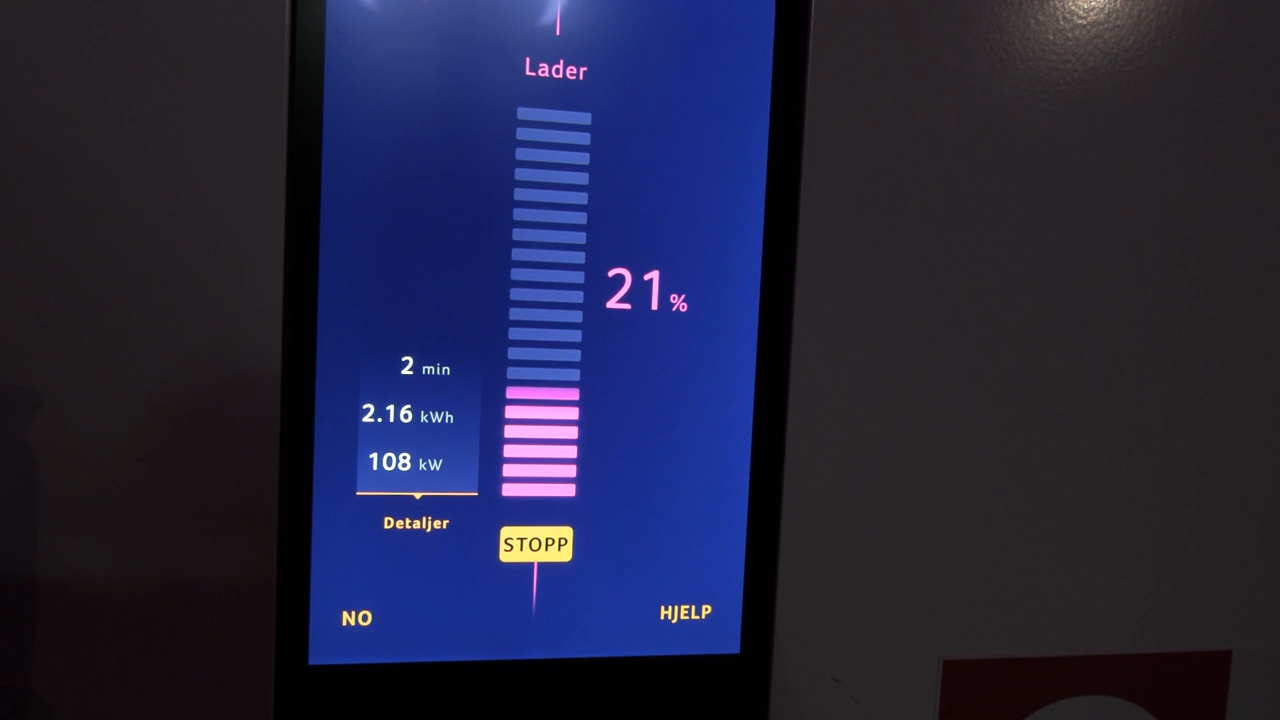 Lader
21%
2 min
2.16 kWh
108 kW
Detaljer
STOPP
NO
HJELP